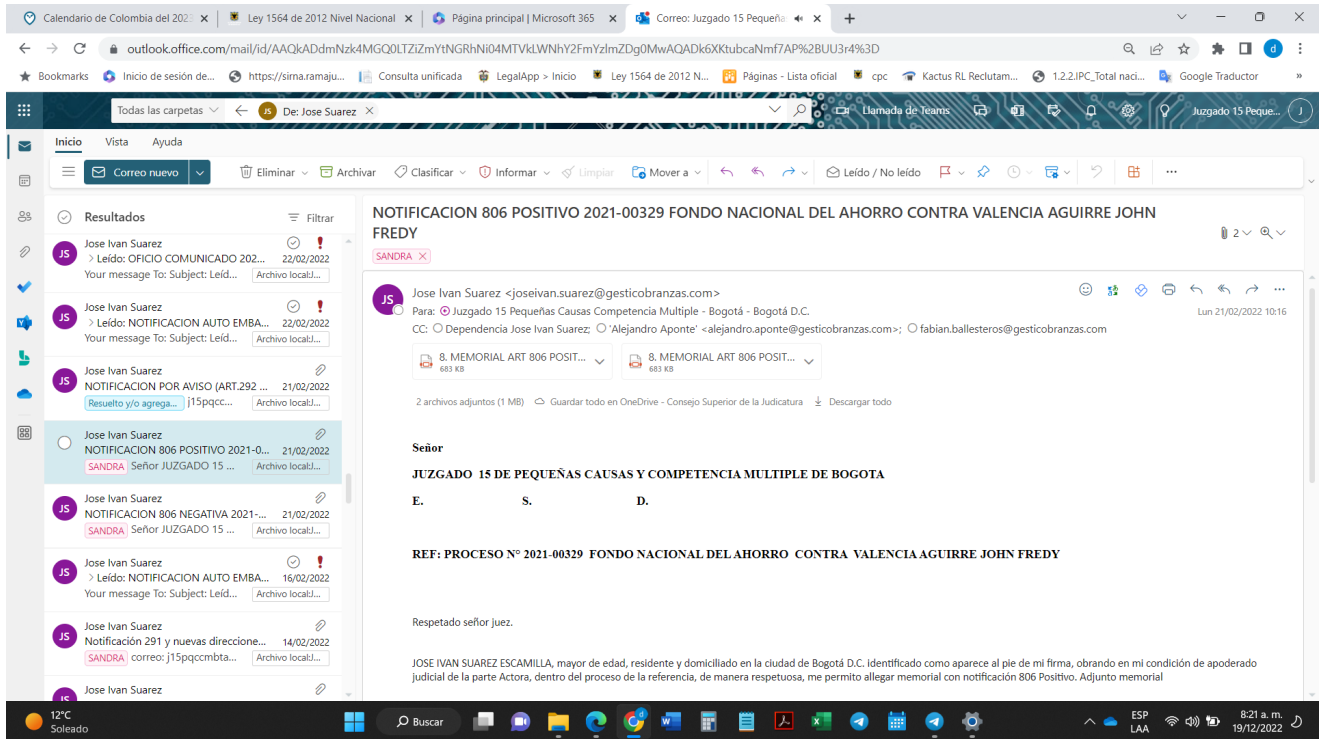 Calendario de Colombia del 2023
Ley 1564 de 2012 Nivel Nacional
Página principal | Microsoft 365
Correo: Juzgado 15 Pequeña
outlook.office.com/mail/id/AAQkADdmNzk4MGQ0LTZiZmYtNGRhNi04MTVkLWNhY2FmYzlmZDg0MwAQADk6XKtubcaNmf7AP%2BUU3r4%3D
d
Bookmarks
Inicio de sesión de...
https://sirna.ramaju...
Consulta unificada
LegalApp > Inicio
Ley 1564 de 2012 N...
Páginas - Lista oficial
cpc
Kactus RL Reclutam...
1.2.2.IPC_Total naci...
Google Traductor
»
Todas las carpetas
JS De: Jose Suarez
Llamada de Teams
Juzgado 15 Peque...
J
Inicio Vista Ayuda
Correo nuevo
Eliminar
Archivar
Clasificar
Informar
Limpiar
Mover a
Leído / No leído
Resultados
Filtrar
JS
Jose Ivan Suarez
> Leído: OFICIO COMUNICADO 202... 22/02/2022
Your message To: Subject: Leíd... Archivo local:J...
JS
Jose Ivan Suarez
> Leído: NOTIFICACION AUTO EMBA... 22/02/2022
Your message To: Subject: Leíd... Archivo local:J...
JS
Jose Ivan Suarez
NOTIFICACION POR AVISO (ART.292 ... 21/02/2022
Resuelto y/o agrega... j15pqcc... Archivo local:J...
Jose Ivan Suarez
NOTIFICACION 806 POSITIVO 2021-0... 21/02/2022
SANDRA Señor JUZGADO 15 ... Archivo local:J...
JS
Jose Ivan Suarez
NOTIFICACION 806 NEGATIVA 2021-... 21/02/2022
SANDRA Señor JUZGADO 15 ... Archivo local:J...
JS
Jose Ivan Suarez
> Leído: NOTIFICACION AUTO EMBA... 16/02/2022
Your message To: Subject: Leíd... Archivo local:J...
JS
Jose Ivan Suarez
Notificación 291 y nuevas direccione... 14/02/2022
SANDRA correo: j15pqccmbta... Archivo local:J...
JS
Jose Ivan Suarez
NOTIFICACION 806 POSITIVO 2021-00329 FONDO NACIONAL DEL AHORRO CONTRA VALENCIA AGUIRRE JOHN
FREDY
2
SANDRA
JS
Jose Ivan Suarez <joseivan.suarez@gesticobranzas.com>
Para: Juzgado 15 Pequeñas Causas Competencia Multiple - Bogotá - Bogotá D.C.
Lun 21/02/2022 10:16
CC: Dependencia Jose Ivan Suarez; 'Alejandro Aponte' <alejandro.aponte@gesticobranzas.com>; fabian.ballesteros@gesticobranzas.com
8. MEMORIAL ART 806 POSIT...
683 KB
8. MEMORIAL ART 806 POSIT...
683 KB
2 archivos adjuntos (1 MB) Guardar todo en OneDrive - Consejo Superior de la Judicatura Descargar todo
Señor
JUZGADO 15 DE PEQUEÑAS CAUSAS Y COMPETENCIA MULTIPLE DE BOGOTA
E. S. D.
REF: PROCESO N° 2021-00329 FONDO NACIONAL DEL AHORRO CONTRA VALENCIA AGUIRRE JOHN FREDY
Respetado señor juez.
JOSE IVAN SUAREZ ESCAMILLA, mayor de edad, residente y domiciliado en la ciudad de Bogotá D.C. identificado como aparece al pie de mi firma, obrando en mi condición de apoderado
judicial de la parte Actora, dentro del proceso de la referencia, de manera respetuosa, me permito allegar memorial con notificación 806 Positivo. Adjunto memorial
12°C
Soleado
Buscar
ESP
LAA
8:21 a. m.
19/12/2022